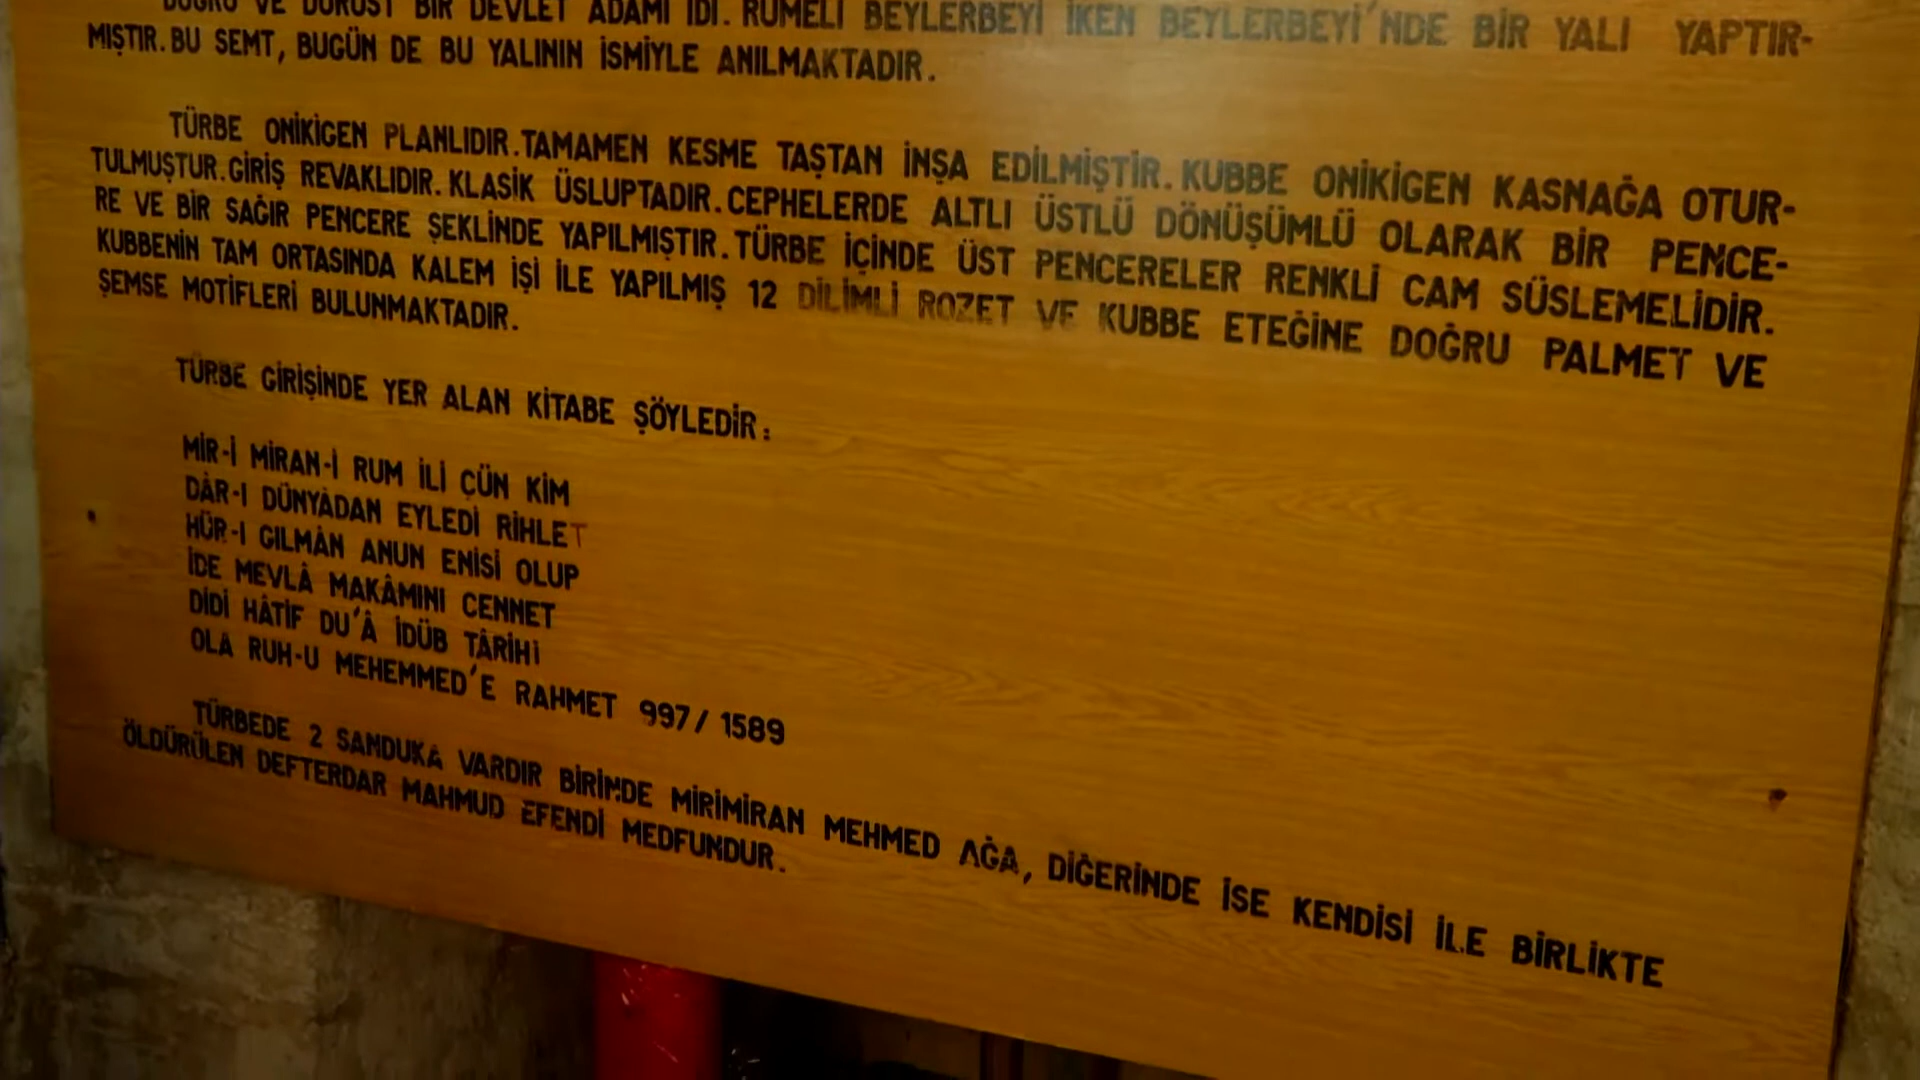 DOĞRU VE DÜRÜST BİR DEVLET ADAMI İDİ. RUMELİ BEYLERBEYİ İKEN BEYLERBEYİ'NDE BİR YALI YAPTIR-
MIŞTIR. BU SEMT, BUGÜN DE BU YALININ İSMİYLE ANILMAKTADIR.
TÜRBE ONİKİGEN PLANLIDIR. TAMAMEN KESME TAŞTAN İNŞA EDİLMİŞTİR. KUBBE ONİKİGEN KASNAĞA OTUR-
TULMUŞTUR. GİRİŞ REVAKLIDIR. KLASİK ÜSLUPTADIR. CEPHELERDE ALTLI ÜSTLÜ DÖNÜŞÜMLÜ OLARAK BİR PENCE-
RE VE BİR SAĞIR PENCERE ŞEKLİNDE YAPILMIŞTIR. TÜRBE İÇİNDE ÜST PENCERELER RENKLİ CAM SÜSLEMELİDİR.
KUBBENİN TAM ORTASINDA KALEM İŞİ İLE YAPILMIŞ 12 DİLİMLİ ROZET VE KUBBE ETEĞİNE DOĞRU PALMET VE
ŞEMSE MOTİFLERİ BULUNMAKTADIR.
TÜRBE GİRİŞİNDE YER ALAN KİTABE ŞÖYLEDİR:
MİR-İ MİRAN-İ RUM İLİ ÇÜN KİM
DÂR-I DÜNYÂDAN EYLEDİ RİHLET
HÜR-I GILMÂN ANUN ENİSİ OLUP
İDE MEVLÂ MAKÂMINI CENNET
DİDİ HÂTİF DU'Â İDÜB TÂRİHİ
OLA RUH-U MEHEMMED'E RAHMET 997/1589
TÜRBEDE 2 SANDUKA VARDIR BİRİNDE MİRİMİRAN MEHMED AĞA, DİĞERİNDE İSE KENDİSİ İLE BİRLİKTE
ÖLDÜRÜLEN DEFTERDAR MAHMUD EFENDİ MEDFUNDUR.